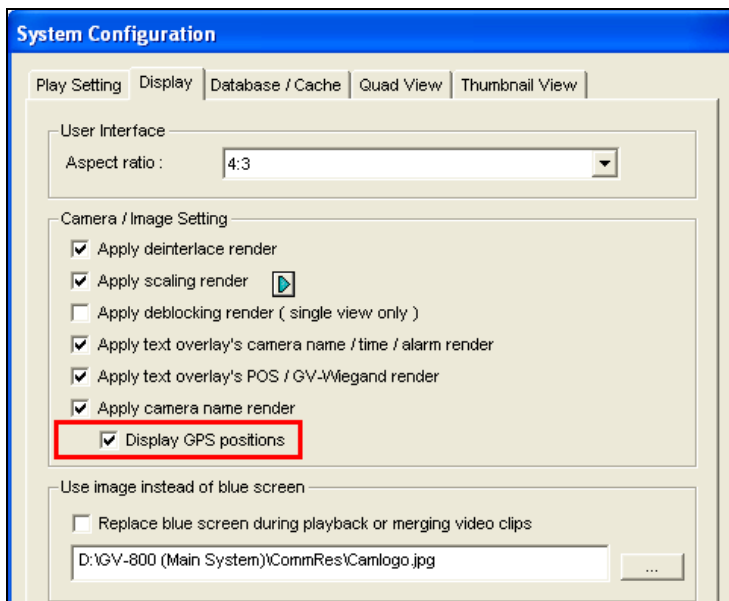 System Configuration
Play Setting Display Database / Cache Quad View Thumbnail View
User Interface
Aspect ratio : 4:3
Camera / Image Setting
Apply deinterlace render
Apply scaling render
Apply deblocking render ( single view only )
Apply text overlay's camera name / time / alarm render
Apply text overlay's POS / GV-Wiegand render
Apply camera name render
Display GPS positions
Use image instead of blue screen
Replace blue screen during playback or merging video clips
D:\GV-800 (Main System)\CommRes\Camlogo.jpg ...